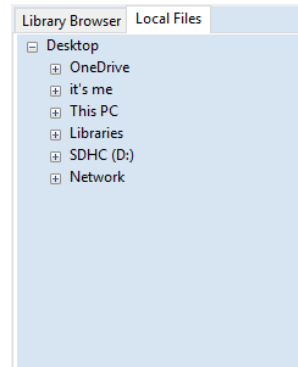 Library Browser Local Files
Desktop
OneDrive
it's me
This PC
Libraries
SDHC (D:)
Network